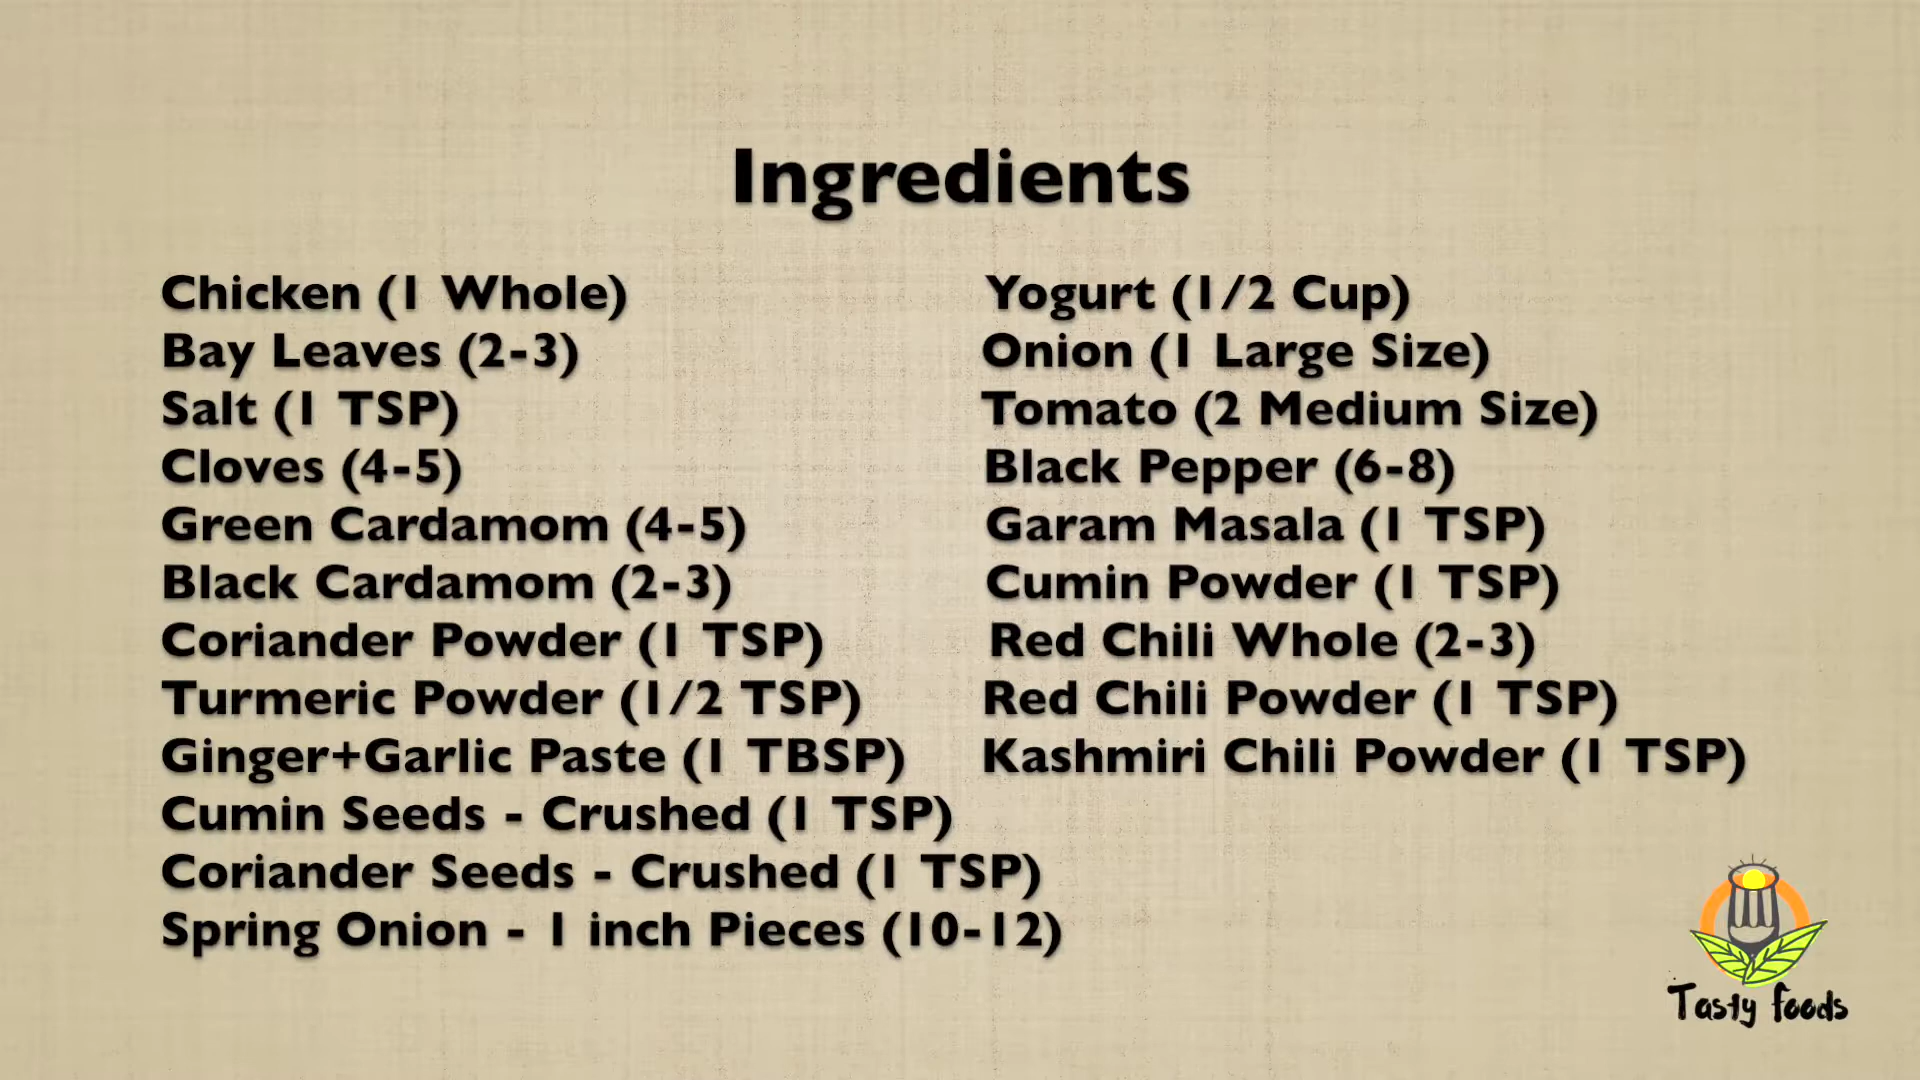 Ingredients
Chicken (1 Whole)
Bay Leaves (2-3)
Salt (1 TSP)
Cloves (4-5)
Green Cardamom (4-5)
Black Cardamom (2-3)
Coriander Powder (1 TSP)
Turmeric Powder (1/2 TSP)
Ginger+Garlic Paste (1 TBSP)
Cumin Seeds - Crushed (1 TSP)
Coriander Seeds - Crushed (1 TSP)
Spring Onion - 1 inch Pieces (10-12)
Yogurt (1/2 Cup)
Onion (1 Large Size)
Tomato (2 Medium Size)
Black Pepper (6-8)
Garam Masala (1 TSP)
Cumin Powder (1 TSP)
Red Chili Whole (2-3)
Red Chili Powder (1 TSP)
Kashmiri Chili Powder (1 TSP)
Tasty foods